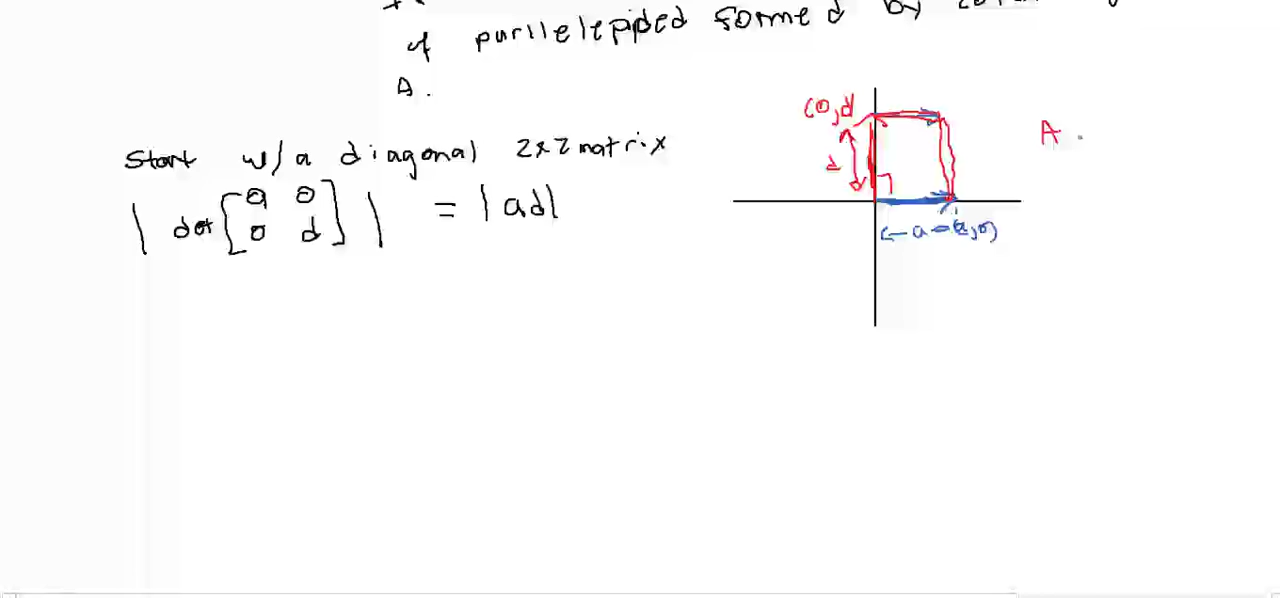 of purllelepiped formed by
A.
Start w/ a diagonal 2x2 matrix
| det [a 0
0 d] | = |ad|
(0,d)
d
A
(a,0)